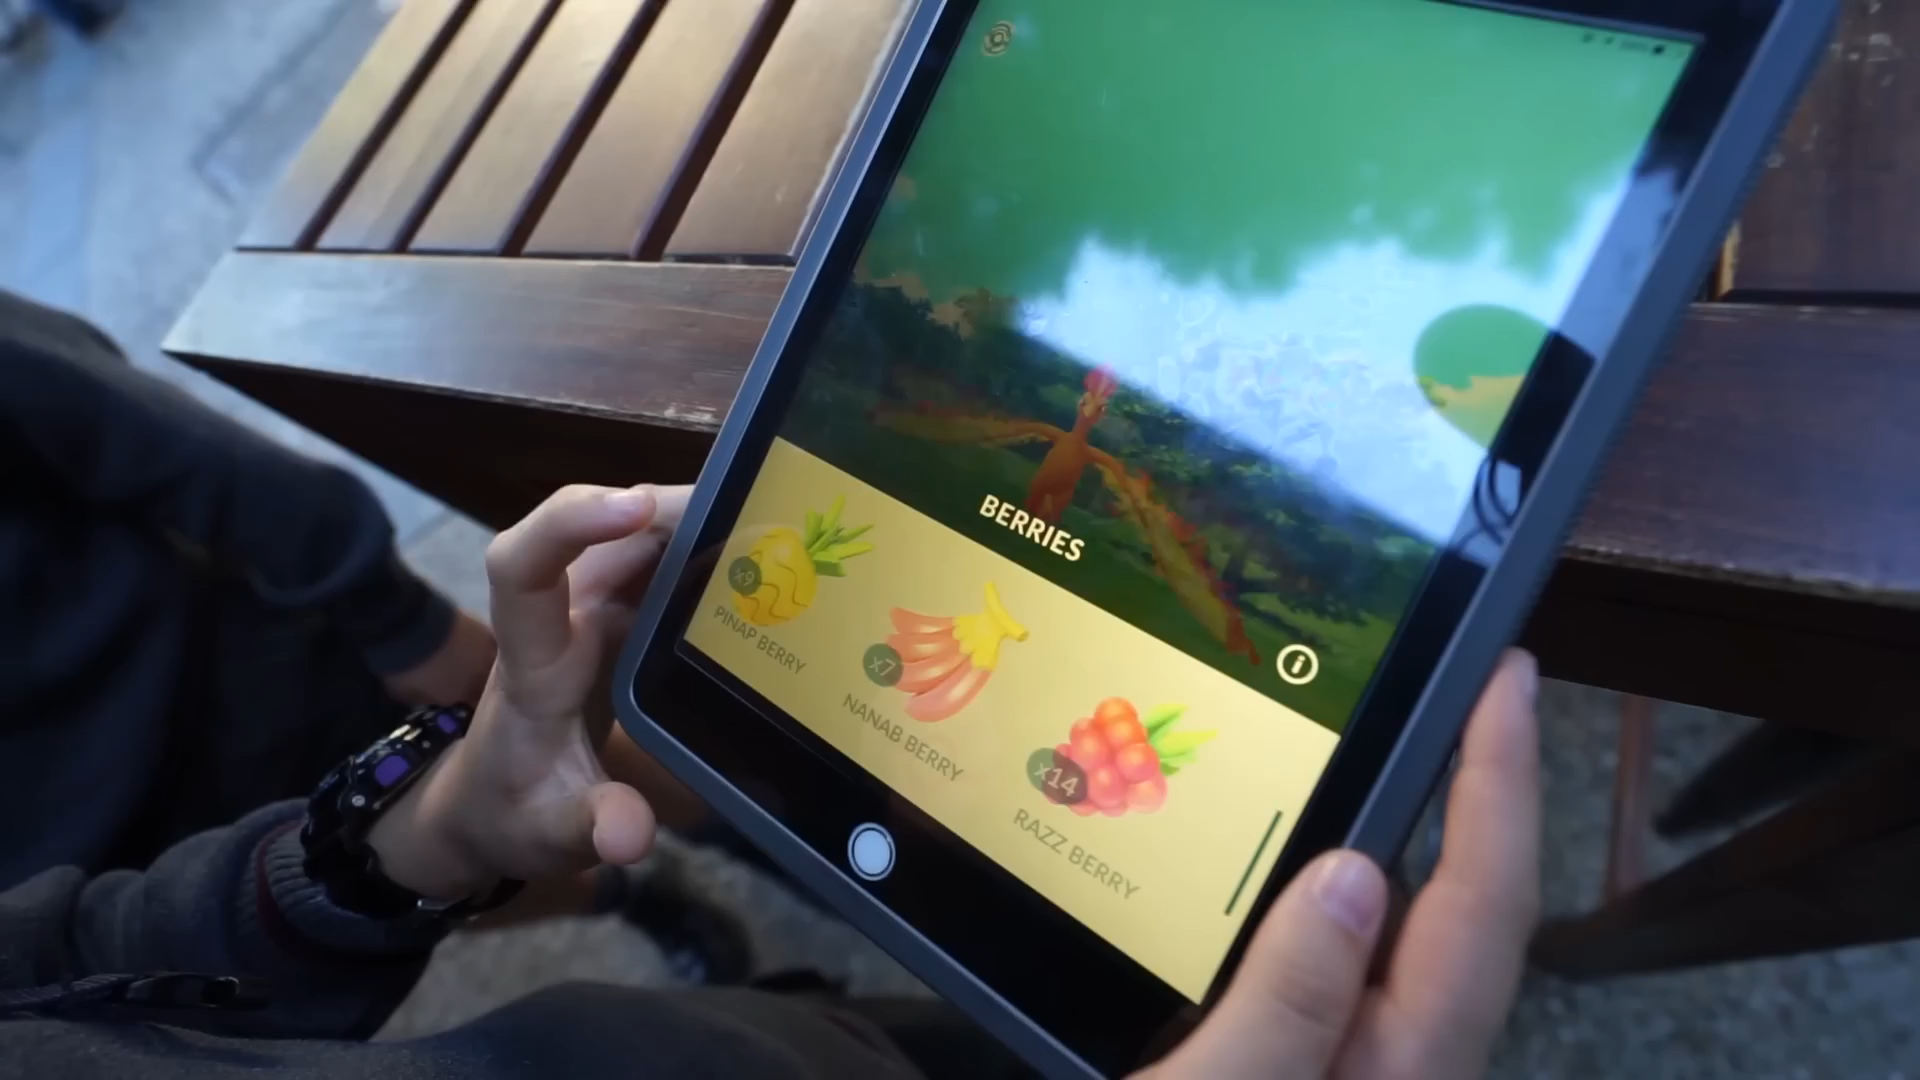 BERRIES
x9
PINAP BERRY
x7
NANAB BERRY
x14
RAZZ BERRY